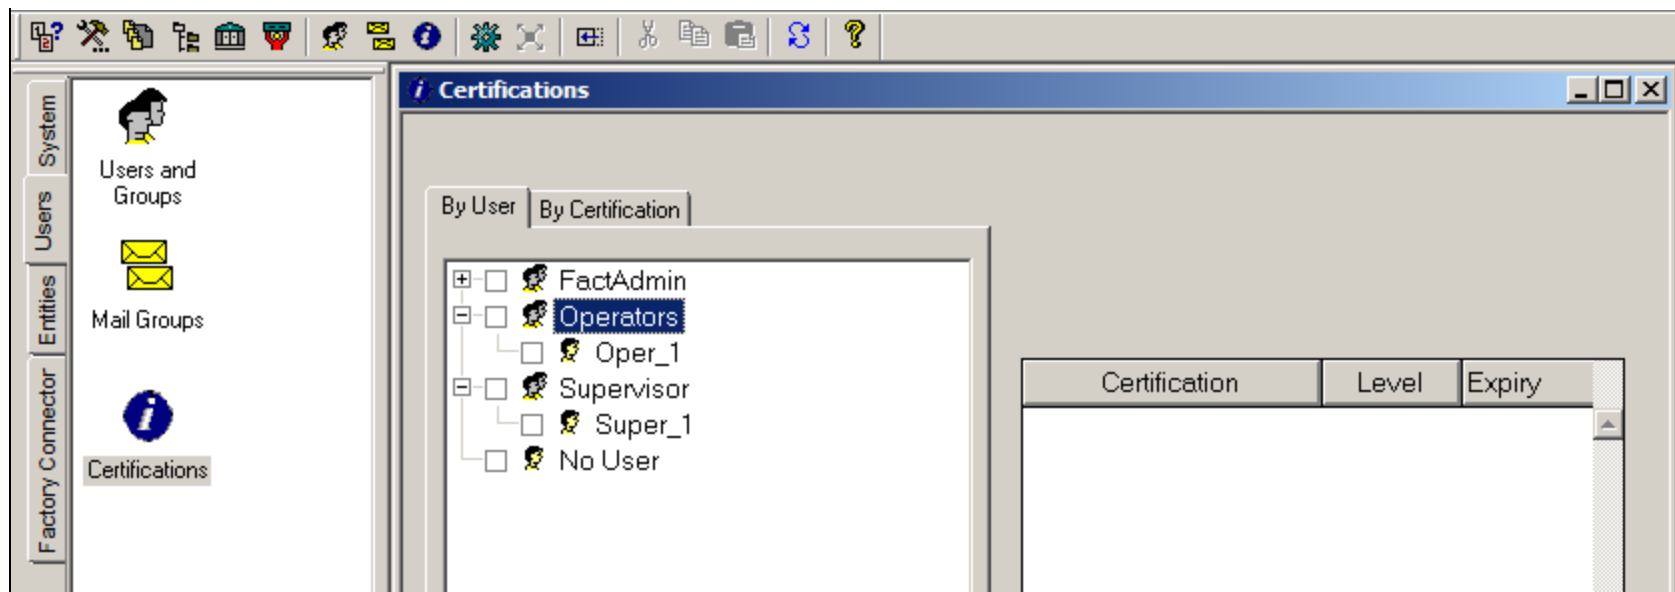 Certifications
System
Users
Entities
Factory Connector
Users and
Groups
Mail Groups
Certifications
By User
By Certification
FactAdmin
Operators
Oper_1
Supervisor
Super_1
No User
Certification Level Expiry